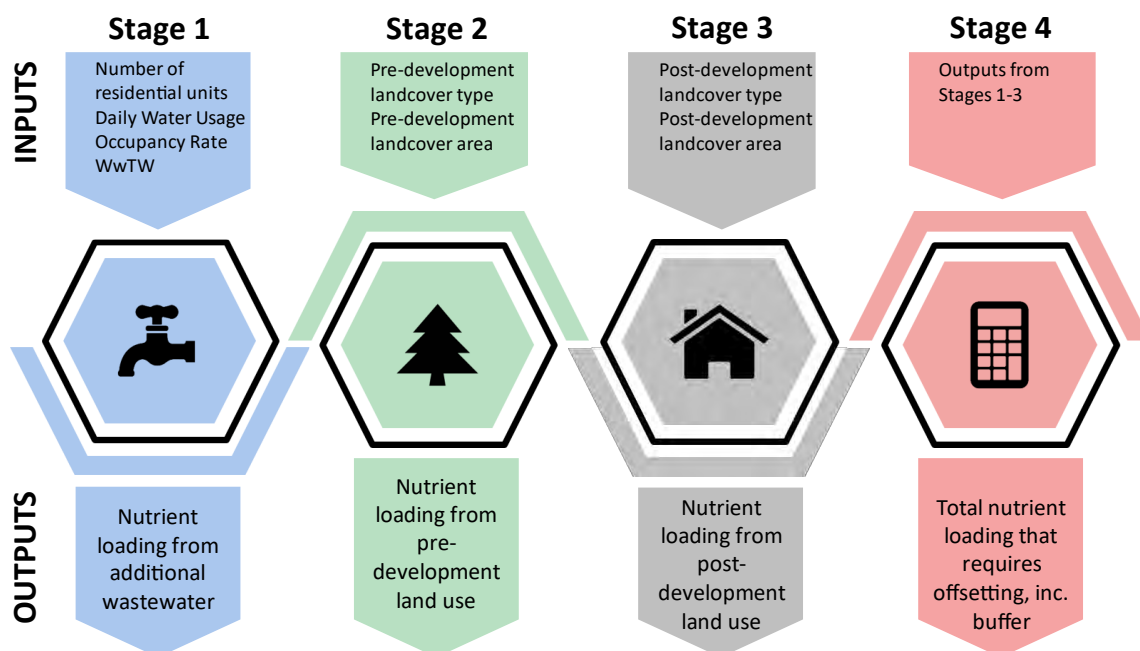 Stage 1
Stage 2
Stage 3
Stage 4
INPUTS
Number of
residential units
Daily Water Usage
Occupancy Rate
WwTW
Pre-development
landcover type
Pre-development
landcover area
Post-development
landcover type
Post-development
landcover area
Outputs from
Stages 1-3
OUTPUTS
Nutrient
loading from
additional
wastewater
Nutrient
loading from
pre-
development
land use
Nutrient
loading from
post-
development
land use
Total nutrient
loading that
requires
offsetting, inc.
buffer